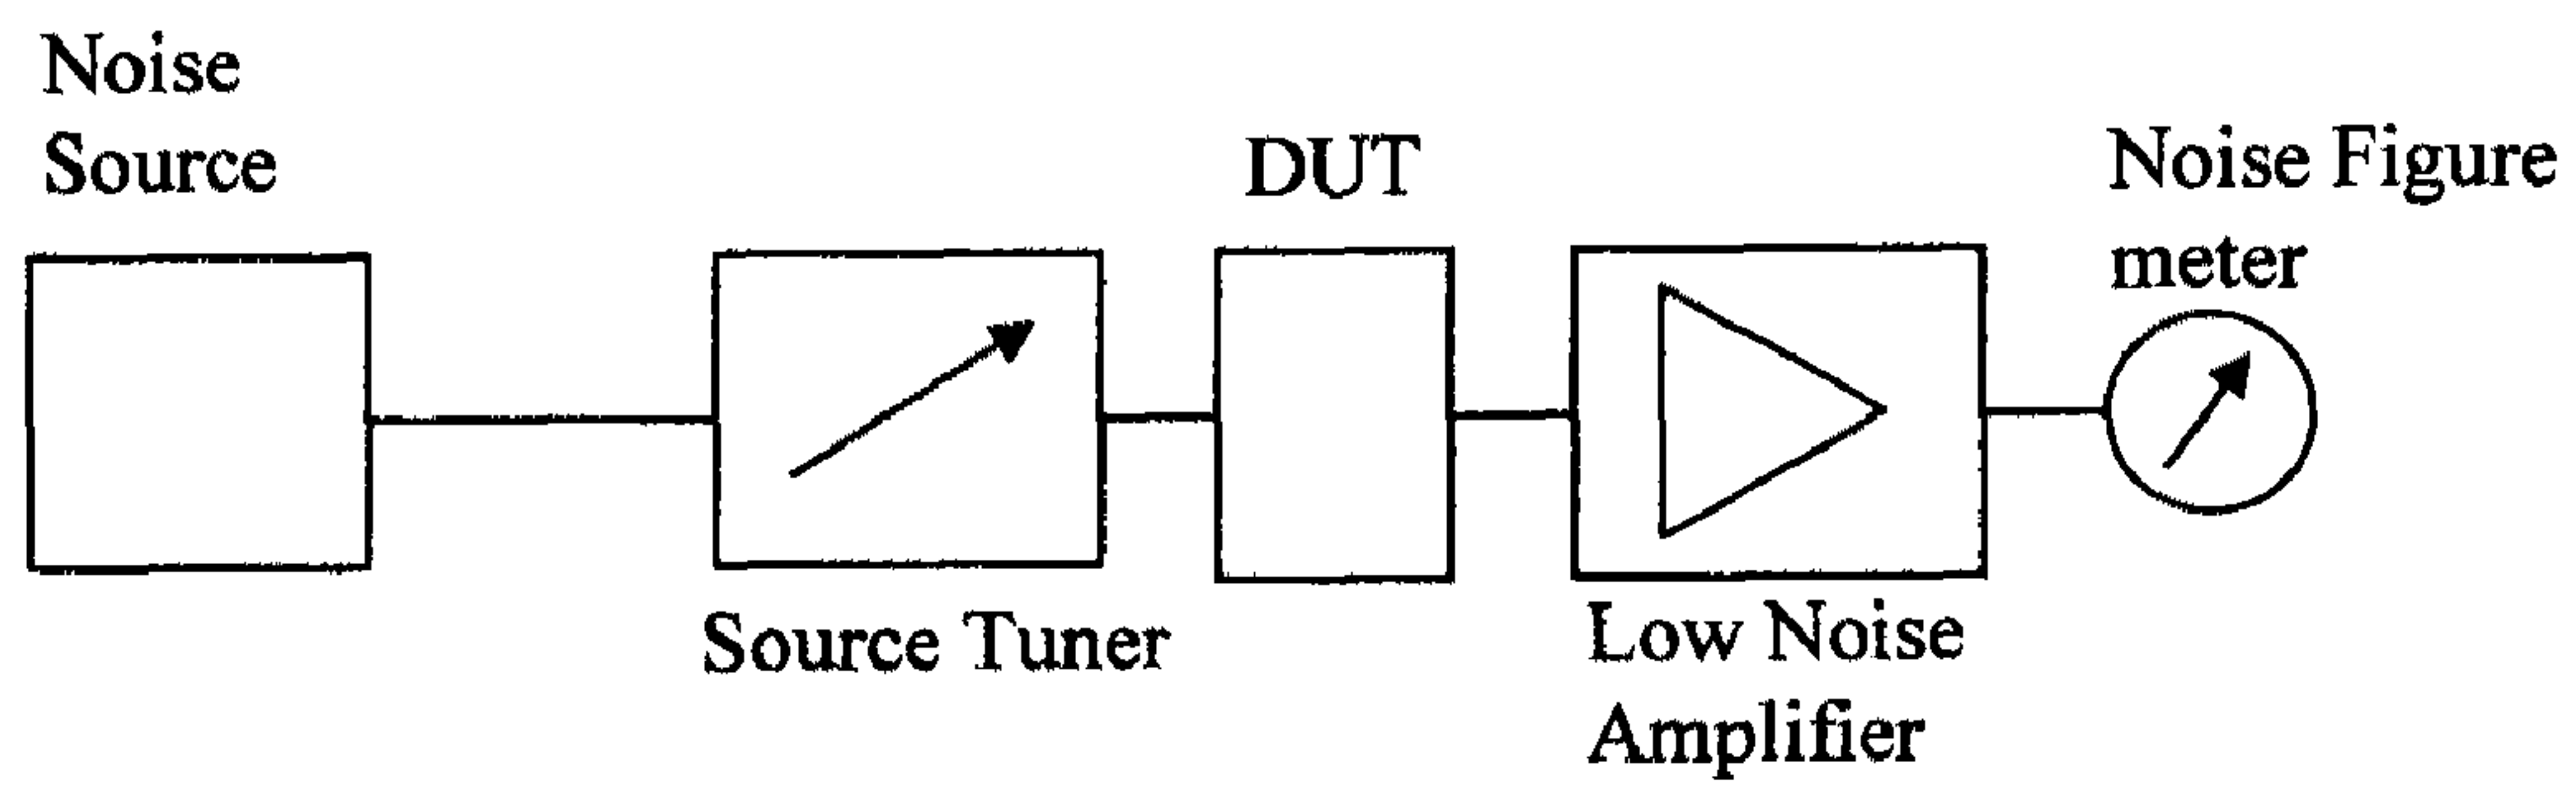 Noise
Source
Source Tuner
DUT
Low Noise
Amplifier
Noise Figure
meter